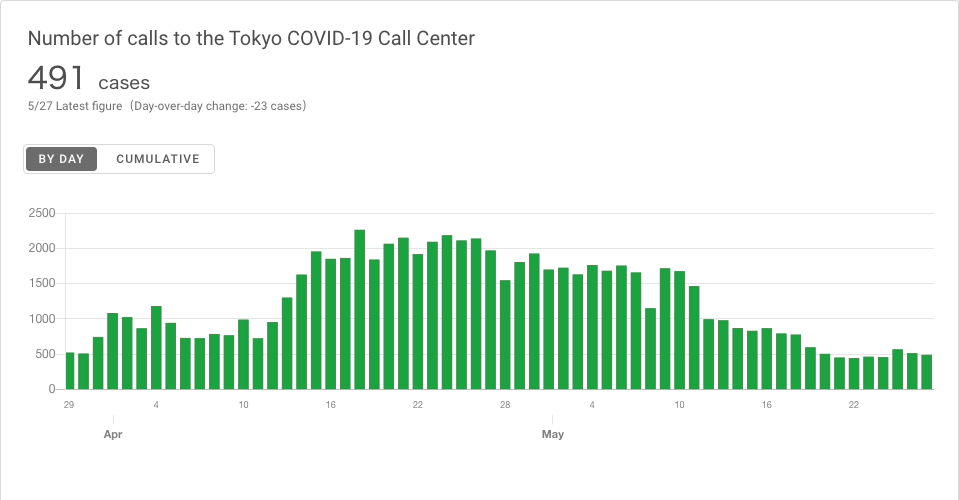 Number of calls to the Tokyo COVID-19 Call Center
491 cases
5/27 Latest figure（Day-over-day change: -23 cases）
BY DAY CUMULATIVE
2500
2000
1500
1000
500
0
29 4 10 16 22 28 4 10 16 22
Apr May